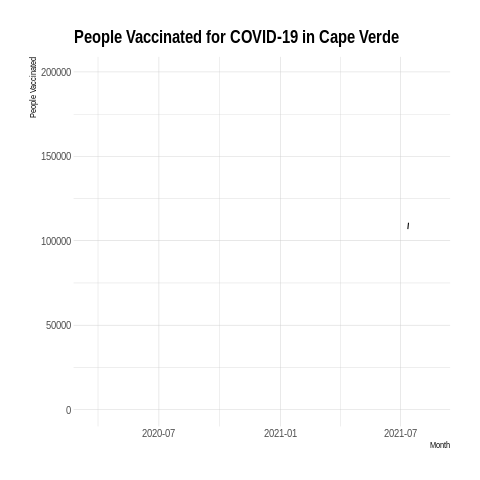 People Vaccinated for COVID-19 in Cape Verde
People Vaccinated
200000
150000
100000
50000
0
2020-07
2021-01
2021-07
Month